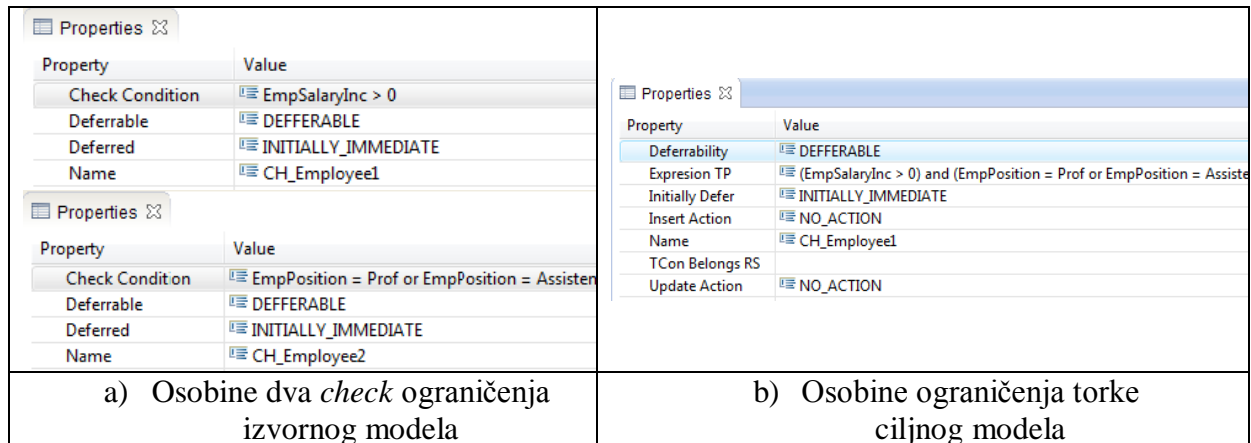 Properties
Property Value
Check Condition EmpSalaryInc > 0
Deferrable DEFFERABLE
Deferred INITIALLY_IMMEDIATE
Name CH_Employee1
Properties
Property Value
Check Condition EmpPosition = Prof or EmpPosition = Assisten
Deferrable DEFFERABLE
Deferred INITIALLY_IMMEDIATE
Name CH_Employee2
a) Osobine dva check ograničenja
izvornog modela
Properties
Property Value
Deferrability DEFFERABLE
Expresion TP (EmpSalaryInc > 0) and (EmpPosition = Prof or EmpPosition = Assiste
Initially Defer INITIALLY_IMMEDIATE
Insert Action NO_ACTION
Name CH_Employee1
TCon Belongs RS
Update Action NO_ACTION
b) Osobine ograničenja torke
ciljnog modela